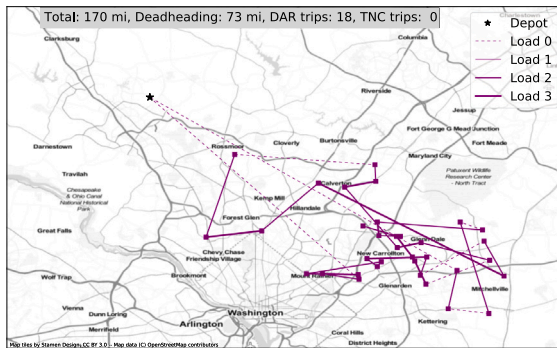 Total: 170 mi, Deadheading: 73 mi, DAR trips: 18, TNC trips: 0
Depot
Load 0
Load 1
Load 2
Load 3
Clarksburg
Columbia
Riverside
Jessup
Fort George G Mead Junction
Fort Meade
Darnestown
Rossmoor
Cloverly
Burtonsville
Maryland City
Travilah
Patuxent Wildlife
Research Center
- North Tract
Chesapeake
& Ohio Canal
National Historical
Park
Calverton
Kemp Mill
Hillandale
Forest Glen
Great Falls
Chevy Chase
Friendship Village
Glenn Dale
New Carrollton
Wolf Trap
Brookmont
Mount Rainier
Glenarden
Mitchellville
Vienna
Dunn Loring
Merrifield
Washington
Arlington
Kettering
Coral Hills
District Heights
Map tiles by Stamen Design, CC BY 3.0 -- Map data (C) OpenStreetMap contributors